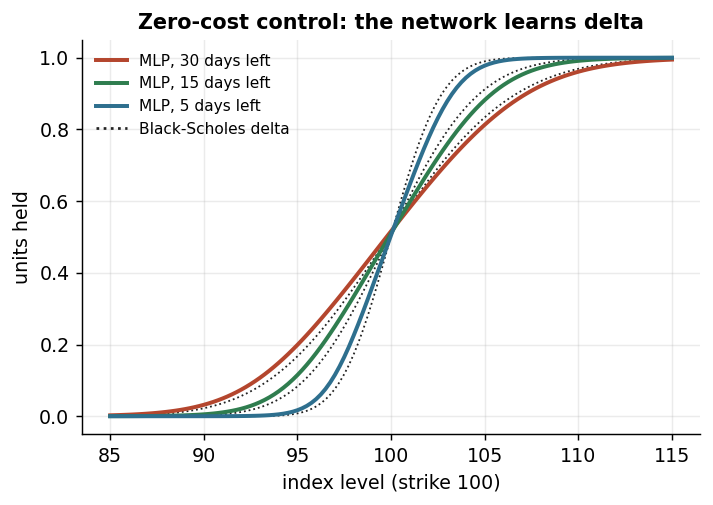 Zero-cost control: the network learns delta
MLP, 30 days left
MLP, 15 days left
MLP, 5 days left
Black-Scholes delta
units held
1.0
0.8
0.6
0.4
0.2
0.0
85 90 95 100 105 110 115
index level (strike 100)